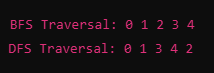 BFS Traversal: 0 1 2 3 4
DFS Traversal: 0 1 3 4 2